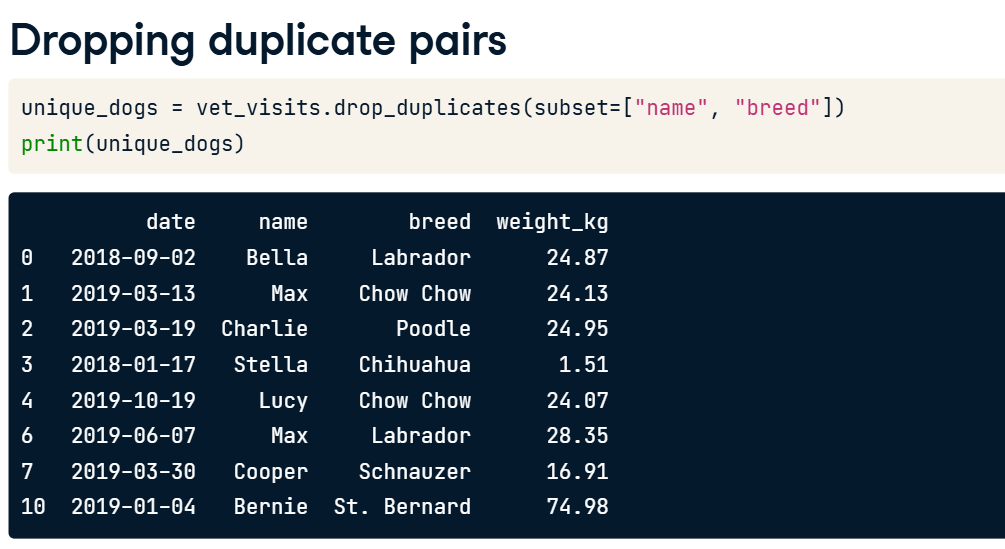 Dropping duplicate pairs
unique_dogs = vet_visits.drop_duplicates(subset=["name", "breed"])
print(unique_dogs)
          date     name        breed  weight_kg
0   2018-09-02    Bella     Labrador      24.87
1   2019-03-13      Max    Chow Chow      24.13
2   2019-03-19  Charlie       Poodle      24.95
3   2018-01-17   Stella    Chihuahua       1.51
4   2019-10-19     Lucy    Chow Chow      24.07
6   2019-06-07      Max     Labrador      28.35
7   2019-03-30   Cooper    Schnauzer      16.91
10  2019-01-04   Bernie  St. Bernard      74.98